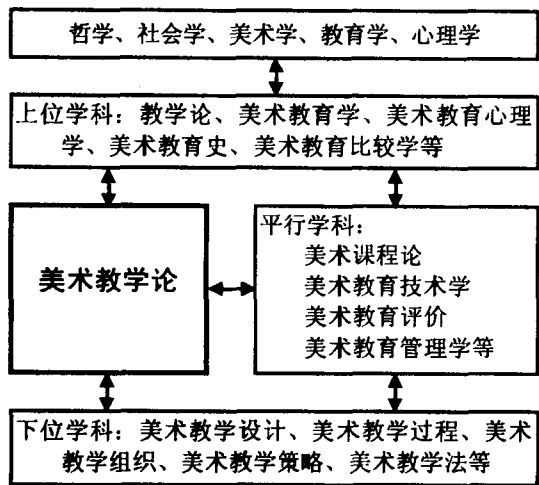 哲学、社会学、美术学、教育学、心理学
上位学科：教学论、美术教育学、美术教育心理
学、美术教育史、美术教育比较学等
美术教学论
平行学科：
美术课程论
美术教育技术学
美术教育评价
美术教育管理学等
下位学科：美术教学设计、美术教学过程、美术
教学组织、美术教学策略、美术教学法等